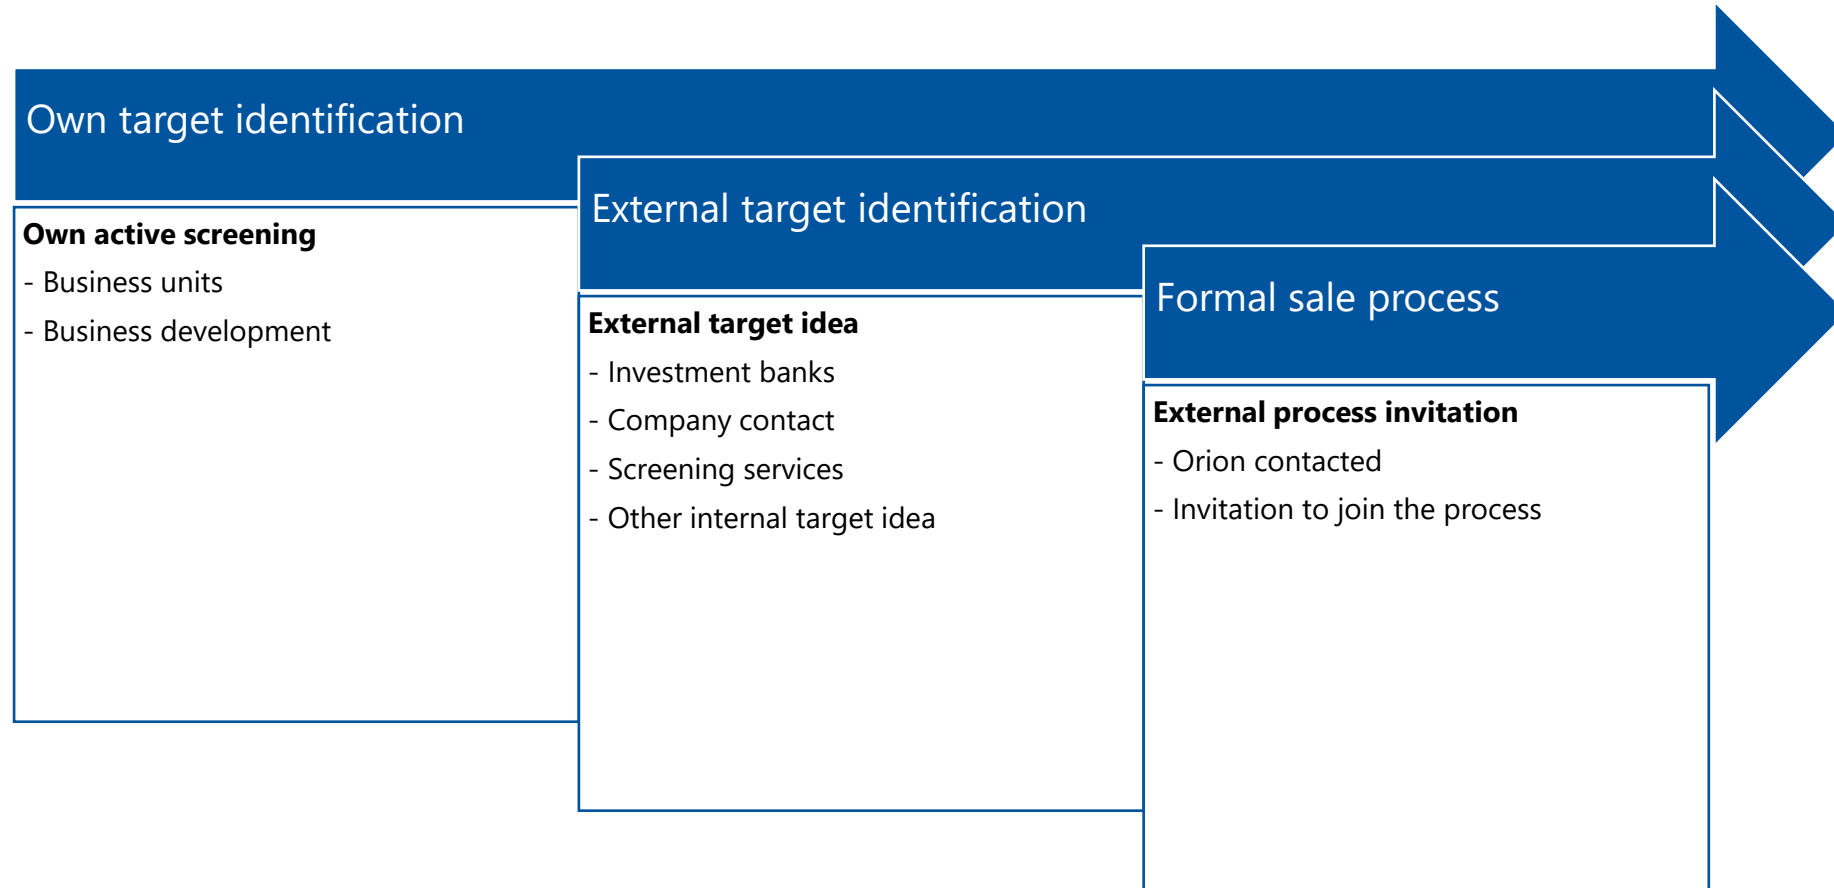 Own target identification
Own active screening
- Business units
- Business development
External target identification
External target idea
- Investment banks
- Company contact
- Screening services
- Other internal target idea
Formal sale process
External process invitation
- Orion contacted
- Invitation to join the process